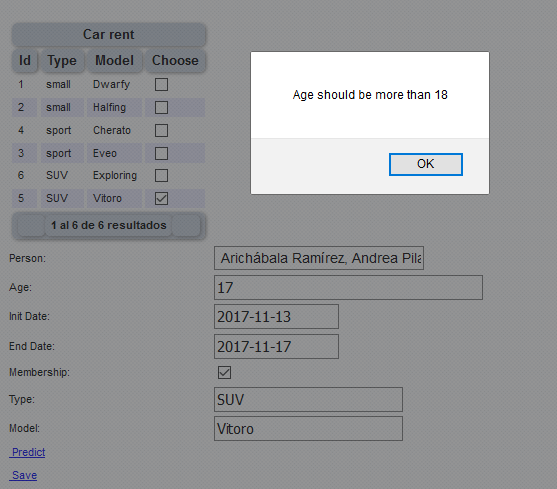 Car rent
Id Type Model Choose
1 small Dwarfy
2 small Halfing
4 sport Cherato
3 sport Eveo
6 SUV Exploring
5 SUV Vitoro
1 al 6 de 6 resultados
Age should be more than 18
OK
Person: Arichábala Ramírez, Andrea Pila
Age: 17
Init Date: 2017-11-13
End Date: 2017-11-17
Membership:
Type: SUV
Model: Vitoro
Predict
Save